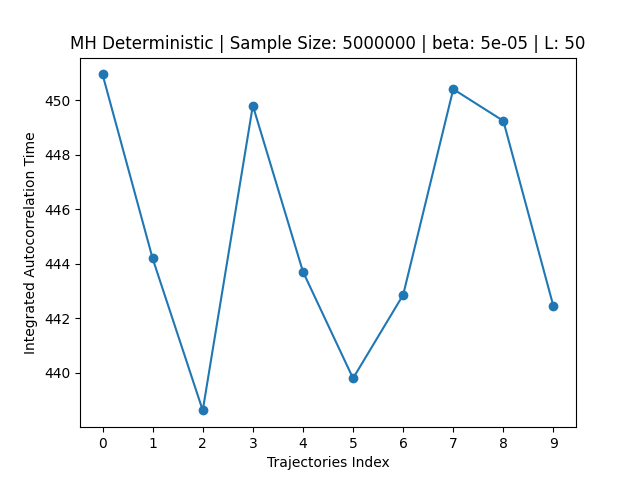 MH Deterministic | Sample Size: 5000000 | beta: 5e-05 | L: 50
Integrated Autocorrelation Time
450
448
446
444
442
440
0 1 2 3 4 5 6 7 8 9
Trajectories Index